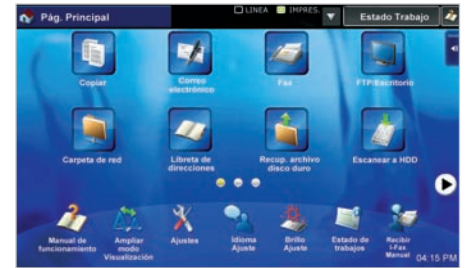 Pág. Principal
LINEA
IMPRES.
Estado Trabajo
Copiar
Correo
electrónico
Fax
FTP/Escritorio
Carpeta de red
Libreta de
direcciones
Recup. archivo
disco duro
Escanear a HDD
Manual de
funcionamiento
Ampliar
modo
Visualización
Ajustes
Idioma
Ajuste
Brillo
Ajuste
Estado de
trabajos
Recibir
I-Fax
Manual
04:15 PM